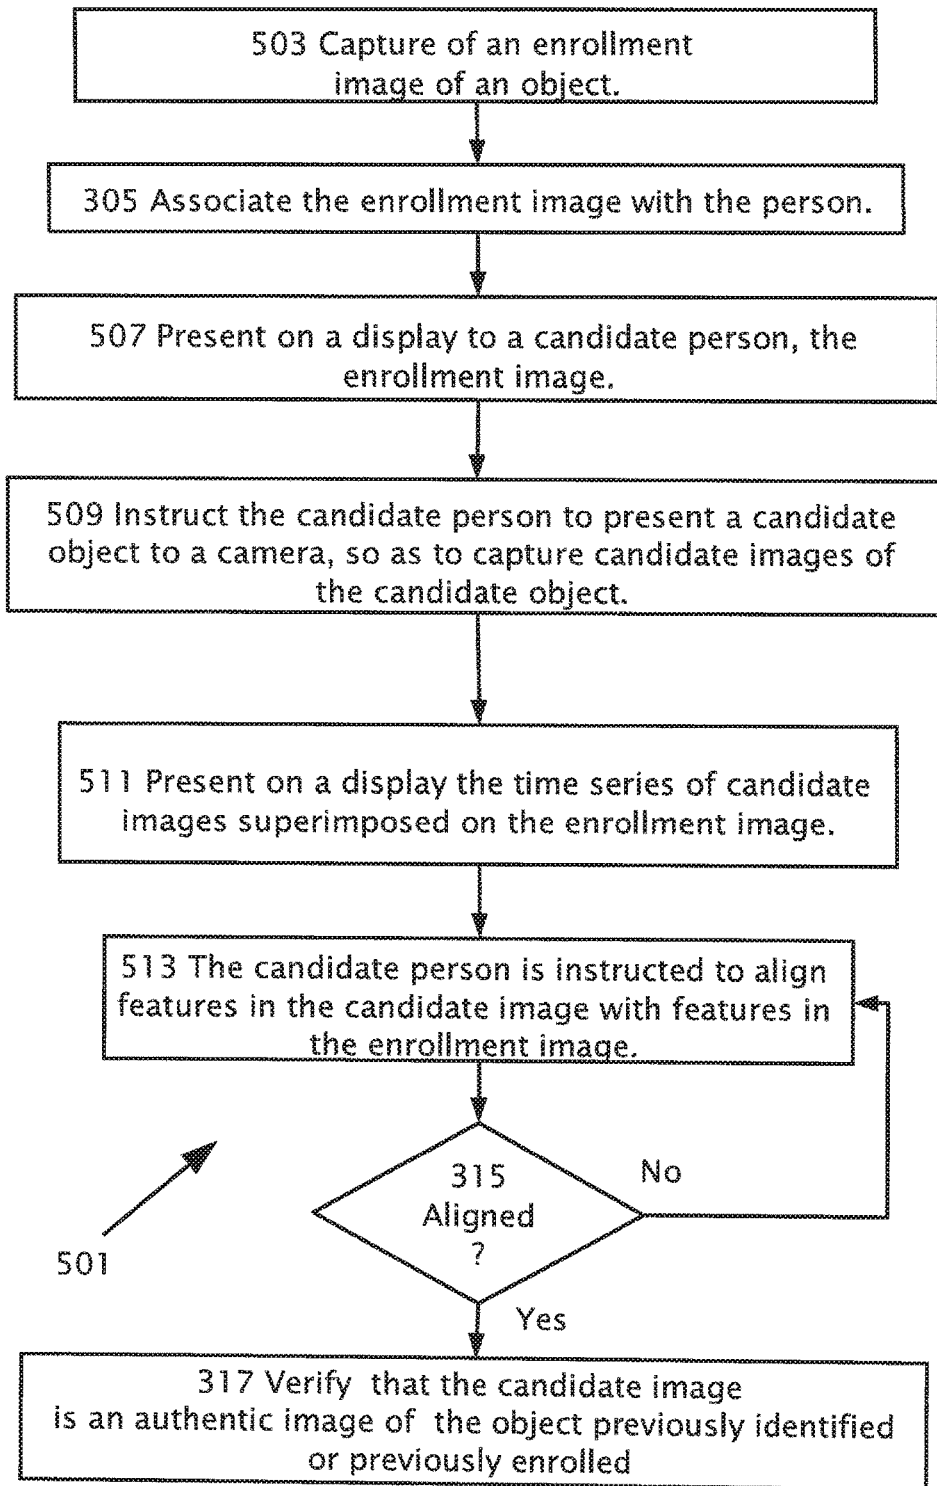 503 Capture of an enrollment
image of an object.
305 Associate the enrollment image with the person.
507 Present on a display to a candidate person, the
enrollment image.
509 Instruct the candidate person to present a candidate
object to a camera, so as to capture candidate images of
the candidate object.
511 Present on a display the time series of candidate
images superimposed on the enrollment image.
513 The candidate person is instructed to align
features in the candidate image with features in
the enrollment image.
315
Aligned
?
No
501
Yes
317 Verify that the candidate image
is an authentic image of the object previously identified
or previously enrolled